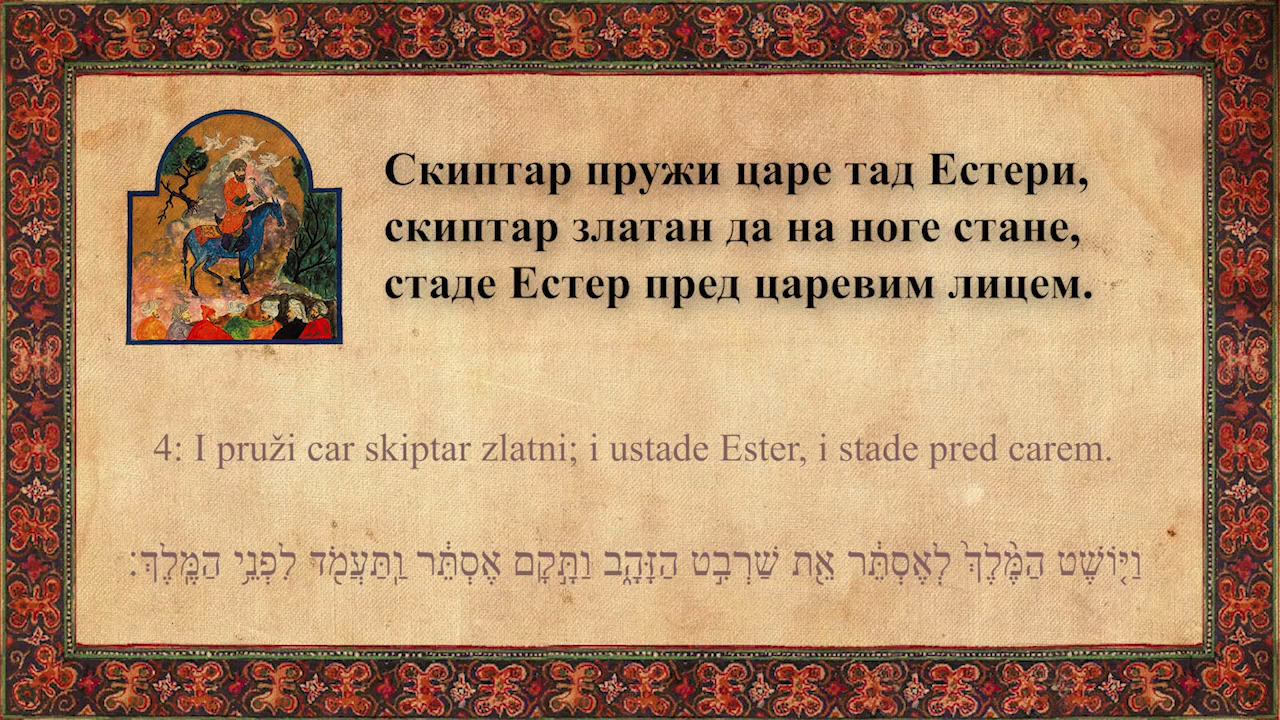 Скиптар пружи царе тад Естери,
скиптар златан да на ноге стане,
стаде Естер пред царевим лицем.
4: I pruži car skiptar zlatni; i ustade Ester, i stade pred carem.
וַיּ֤וֹשֶׁט הַמֶּ֙לֶךְ֙ לְאֶסְתֵּ֔ר אֵ֖ת שַׁרְבִ֣ט הַזָּהָ֑ב וַתָּ֣קָם אֶסְתֵּ֔ר וַֽתַּעֲמֹ֖ד לִפְנֵ֥י הַמֶּֽלֶךְ׃